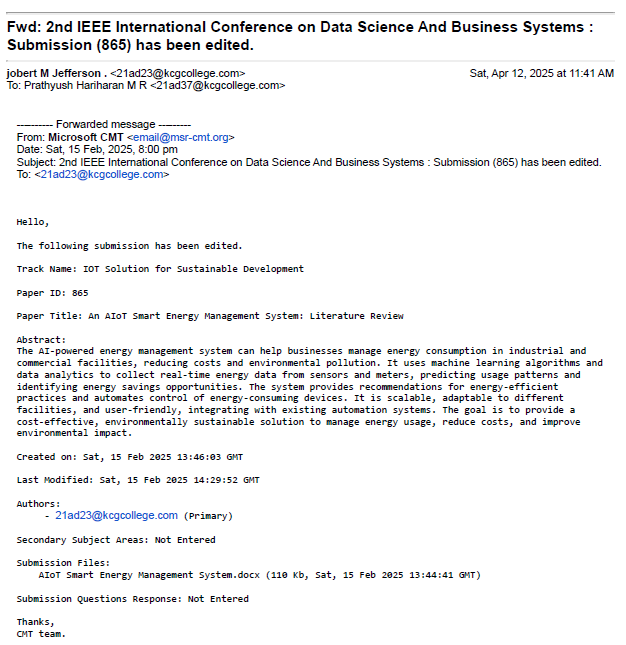 Fwd: 2nd IEEE International Conference on Data Science And Business Systems :
Submission (865) has been edited.
jobert M Jefferson . <21ad23@kcgcollege.com>
Sat, Apr 12, 2025 at 11:41 AM
To: Prathyush Hariharan M R <21ad37@kcgcollege.com>
---------- Forwarded message ---------
From: Microsoft CMT <email@msr-cmt.org>
Date: Sat, 15 Feb, 2025, 8:00 pm
Subject: 2nd IEEE International Conference on Data Science And Business Systems : Submission (865) has been edited.
To: <21ad23@kcgcollege.com>
Hello,
The following submission has been edited.
Track Name: IOT Solution for Sustainable Development
Paper ID: 865
Paper Title: An AIoT Smart Energy Management System: Literature Review
Abstract:
The AI-powered energy management system can help businesses manage energy consumption in industrial and
commercial facilities, reducing costs and environmental pollution. It uses machine learning algorithms and
data analytics to collect real-time energy data from sensors and meters, predicting usage patterns and
identifying energy savings opportunities. The system provides recommendations for energy-efficient
practices and automates control of energy-consuming devices. It is scalable, adaptable to different
facilities, and user-friendly, integrating with existing automation systems. The goal is to provide a
cost-effective, environmentally sustainable solution to manage energy usage, reduce costs, and improve
environmental impact.
Created on: Sat, 15 Feb 2025 13:46:03 GMT
Last Modified: Sat, 15 Feb 2025 14:29:52 GMT
Authors:
- 21ad23@kcgcollege.com (Primary)
Secondary Subject Areas: Not Entered
Submission Files:
AIoT Smart Energy Management System.docx (110 Kb, Sat, 15 Feb 2025 13:44:41 GMT)
Submission Questions Response: Not Entered
Thanks,
CMT team.